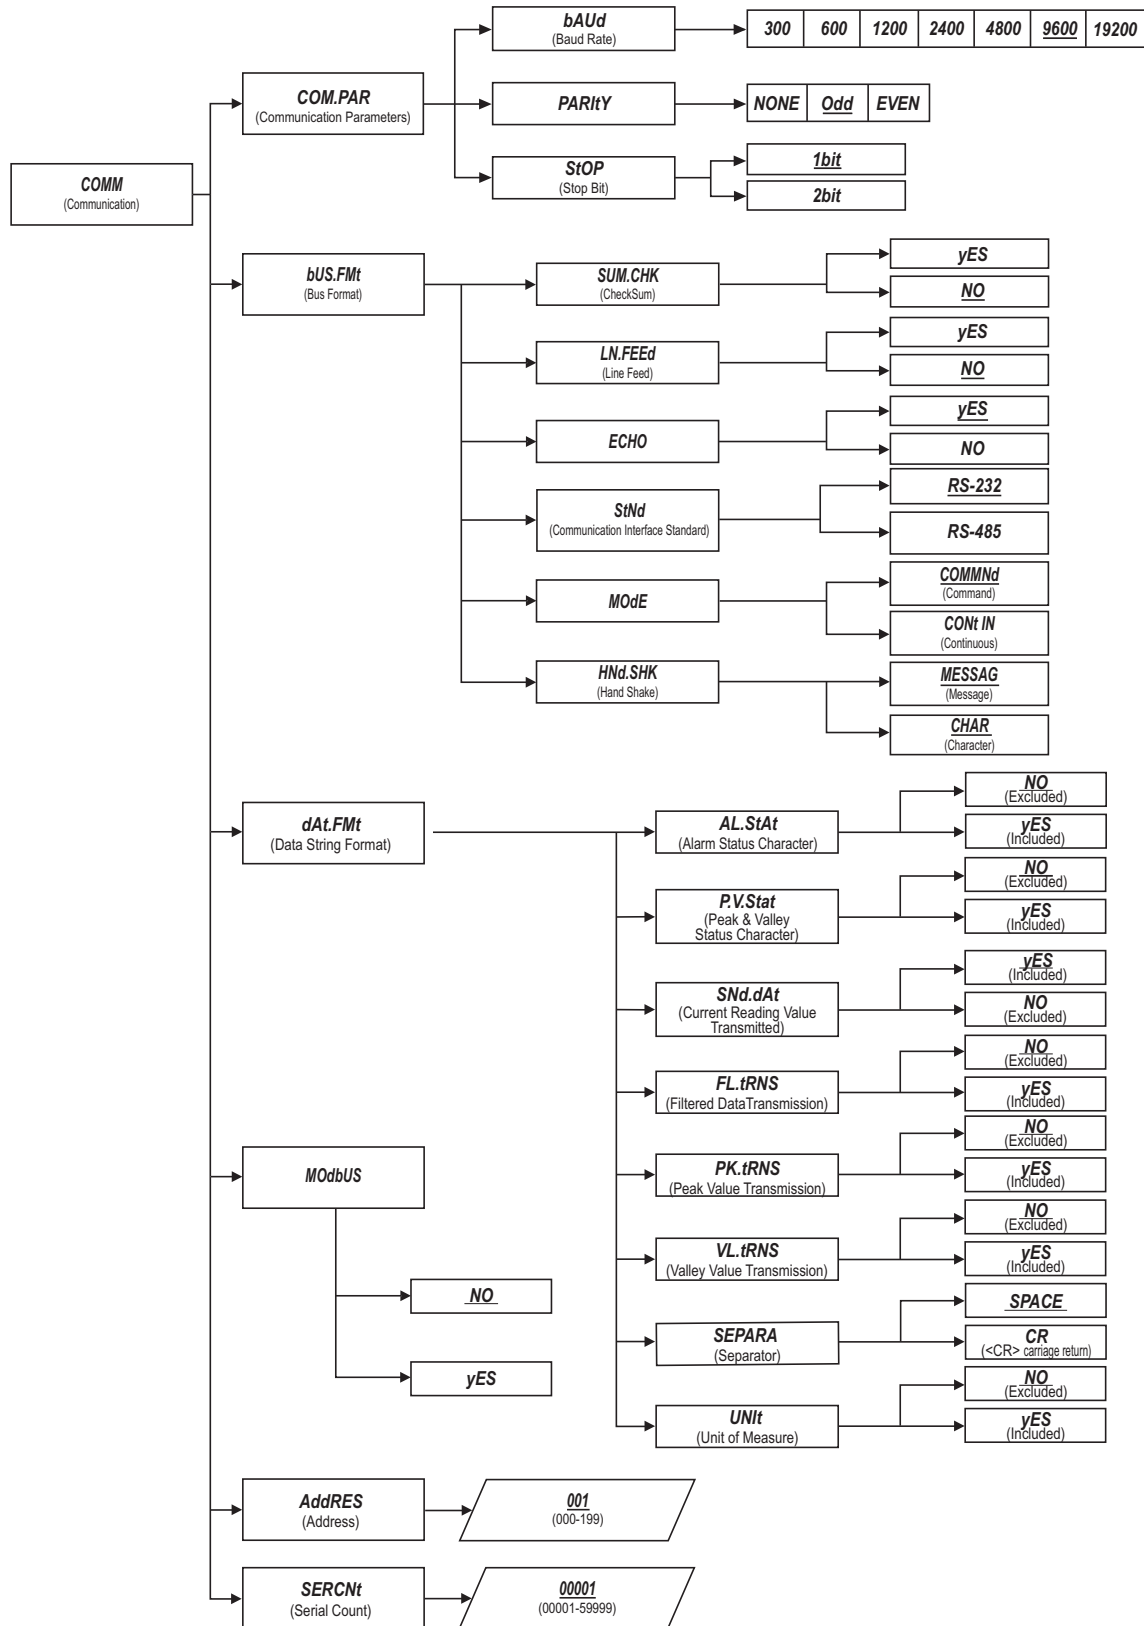 bAUd
(Baud Rate)
300 600 1200 2400 4800 9600 19200
COM.PAR
(Communication Parameters)
PARItY
NONE Odd EVEN
COMM
(Communication)
StOP
(Stop Bit)
1bit
2bit
bUS.FMt
(Bus Format)
SUM.CHK
(CheckSum)
yES
NO
LN.FEEd
(Line Feed)
yES
NO
ECHO
yES
NO
StNd
(Communication Interface Standard)
RS-232
RS-485
MOdE
COMMNd
(Command)
CONt IN
(Continuous)
HNd.SHK
(Hand Shake)
MESSAG
(Message)
CHAR
(Character)
dAt.FMt
(Data String Format)
AL.StAt
(Alarm Status Character)
NO
(Excluded)
yES
(Included)
P.V.Stat
(Peak & Valley
Status Character)
NO
(Excluded)
yES
(Included)
SNd.dAt
(Current Reading Value
Transmitted)
yES
(Included)
NO
(Excluded)
FL.tRNS
(Filtered DataTransmission)
NO
(Excluded)
yES
(Included)
MOdbUS
NO
yES
PK.tRNS
(Peak Value Transmission)
NO
(Excluded)
yES
(Included)
VL.tRNS
(Valley Value Transmission)
NO
(Excluded)
yES
(Included)
SEPARA
(Separator)
SPACE
CR
(<CR> carriage return)
UNIt
(Unit of Measure)
NO
(Excluded)
yES
(Included)
AddRES
(Address)
001
(000-199)
SERCNt
(Serial Count)
00001
(00001-59999)